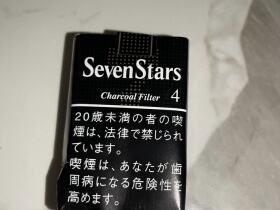 SevenStars
Charcoal Filter 4
20歳未満の者の喫
煙は、法律で禁じられ
ています。
喫煙は、あなたが歯
周病になる危険性を
高めます。